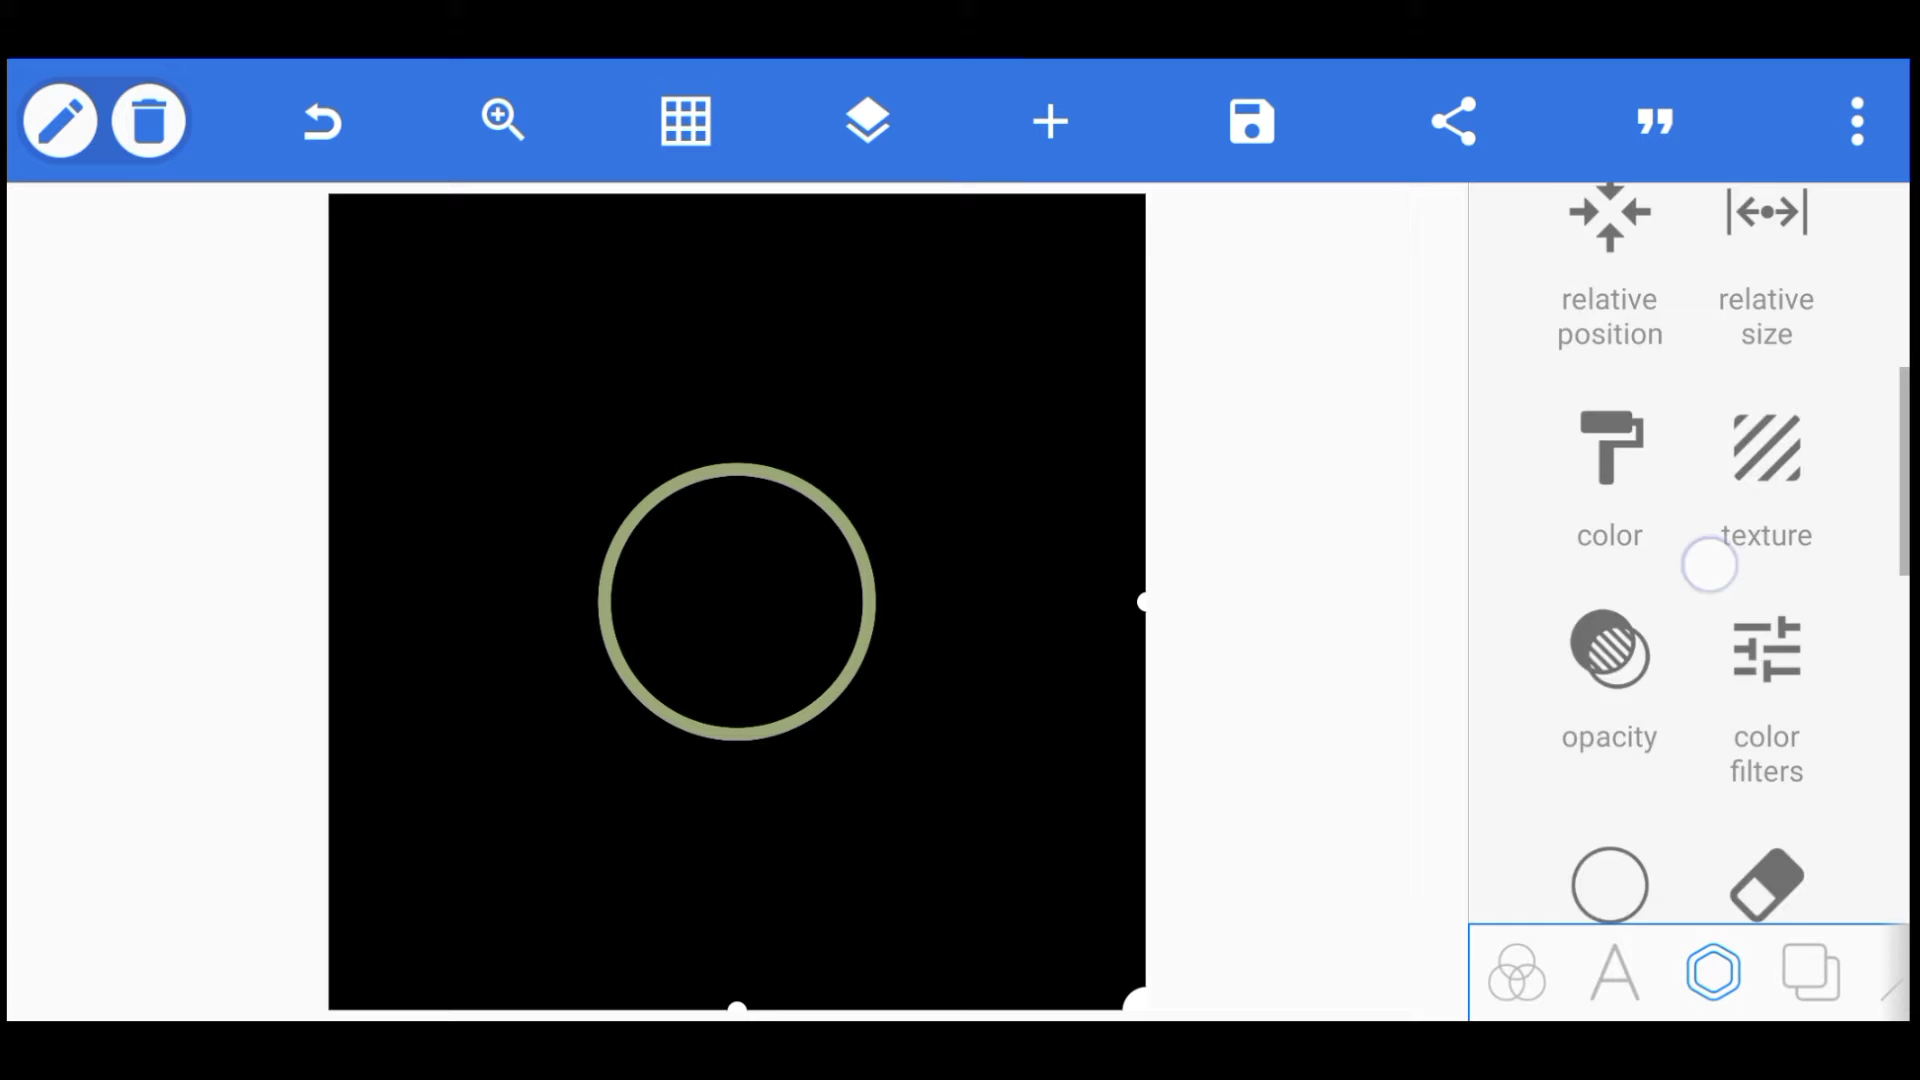 relative
position
relative
size
color
texture
opacity
color
filters